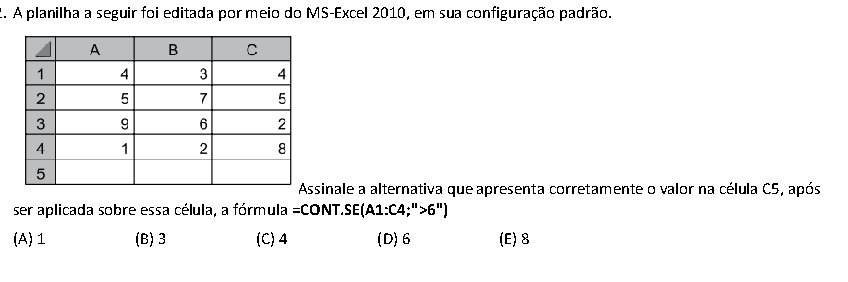 . A planilha a seguir foi editada por meio do MS-Excel 2010, em sua configuração padrão.
A B C
1 4 3 4
2 5 7 5
3 9 6 2
4 1 2 8
5
Assinale a alternativa que apresenta corretamente o valor na célula C5, após
ser aplicada sobre essa célula, a fórmula =CONT.SE(A1:C4;">6")
(A) 1 (B) 3 (C) 4 (D) 6 (E) 8